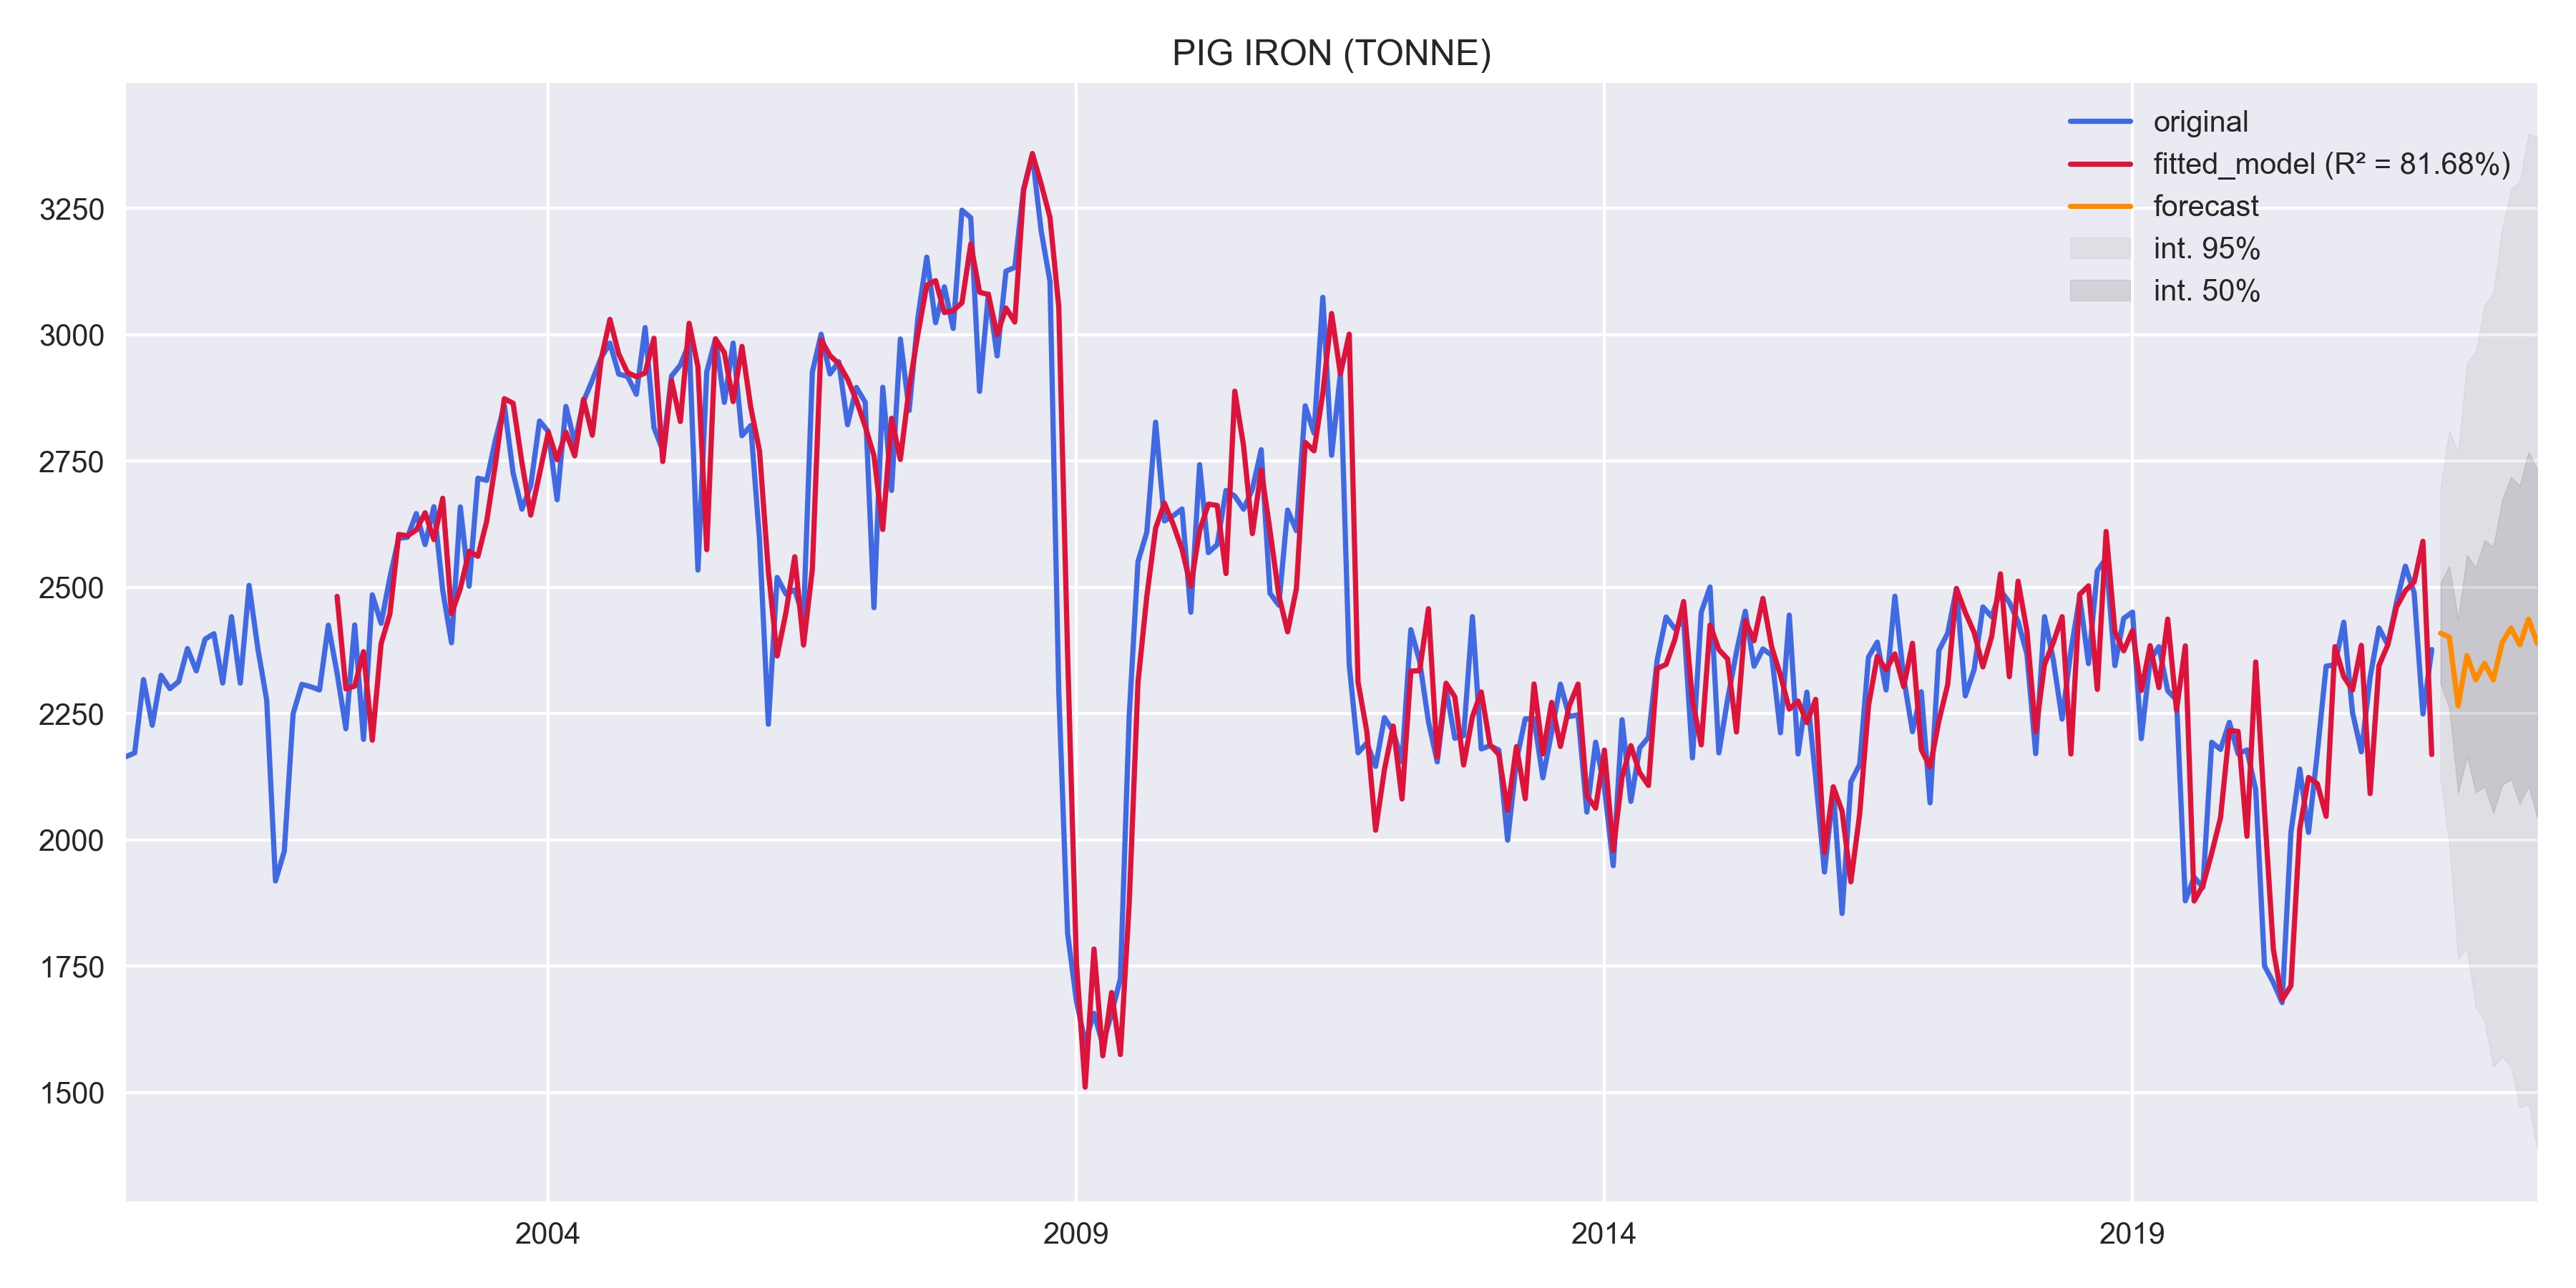 PIG IRON (TONNE)
original
fitted_model (R² = 81.68%)
forecast
int. 95%
int. 50%
3250
3000
2750
2500
2250
2000
1750
1500
2004
2009
2014
2019